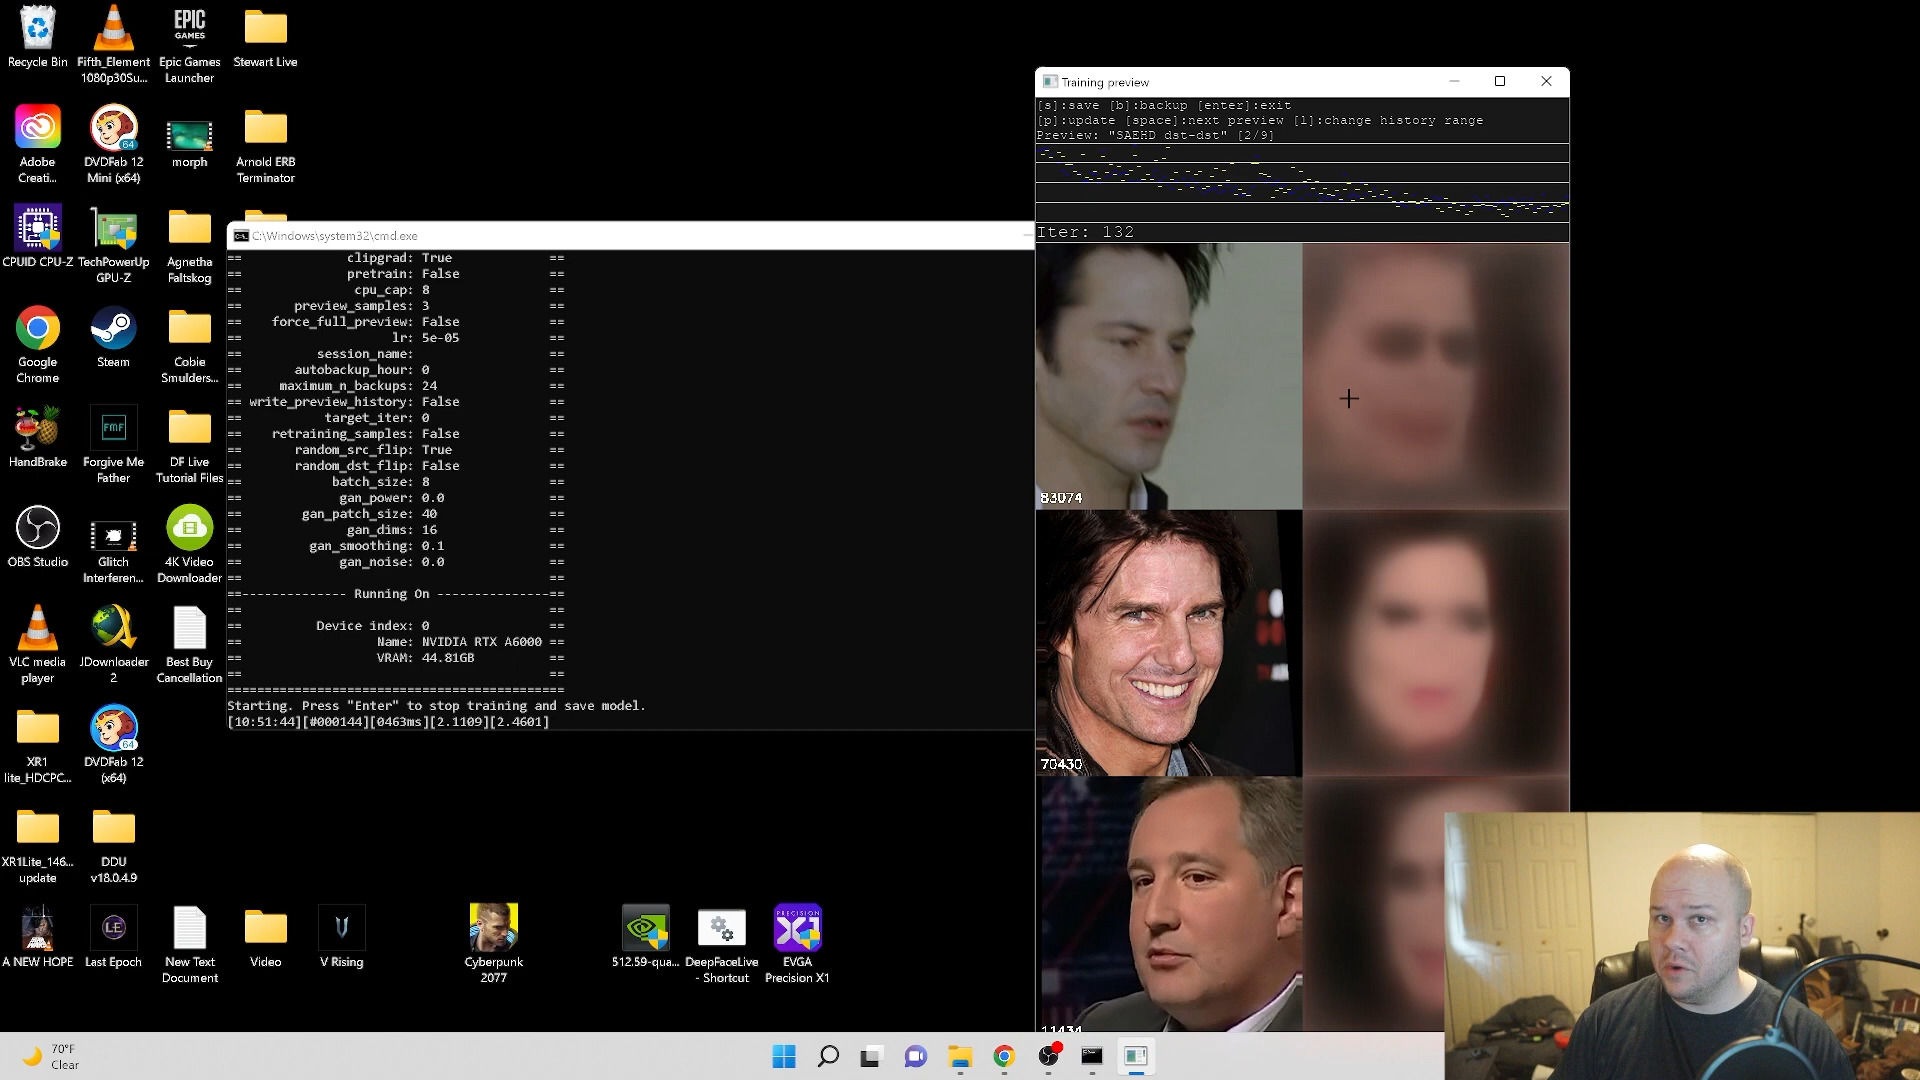 Recycle Bin
Fifth_Element
1080p30Su...
EPIC
GAMES
Epic Games
Launcher
Stewart Live
Adobe
Creati...
64
DVDFab 12
Mini (x64)
morph
Arnold ERB
Terminator
CPUID CPU-Z
TechPowerUp
GPU-Z
Agnetha
Faltskog
Google
Chrome
Steam
Cobie
Smulders...
HandBrake
FMF
Forgive Me
Father
DF Live
Tutorial Files
OBS Studio
Glitch
Interferen...
4K Video
Downloader
VLC media
player
JDownloader
2
Best Buy
Cancellation
XR1
lite_HDCPC...
64
DVDFab 12
(x64)
XR1Lite_146...
update
DDU
v18.0.4.9
A NEW HOPE
LE
Last Epoch
New Text
Document
Video
V
V Rising
Cyberpunk
2077
512.59-qua...
DeepFaceLive
- Shortcut
PRECISION
X1
EVGA
Precision X1
C:\Windows\system32\cmd.exe
== clipgrad: True ==
== pretrain: False ==
== cpu_cap: 8 ==
== preview_samples: 3 ==
== force_full_preview: False ==
== lr: 5e-05 ==
== session_name: ==
== autobackup_hour: 0 ==
== maximum_n_backups: 24 ==
== write_preview_history: False ==
== target_iter: 0 ==
== retraining_samples: False ==
== random_src_flip: True ==
== random_dst_flip: False ==
== batch_size: 8 ==
== gan_power: 0.0 ==
== gan_patch_size: 40 ==
== gan_dims: 16 ==
== gan_smoothing: 0.1 ==
== gan_noise: 0.0 ==
== ==
==-------------- Running On ---------------==
== ==
== Device index: 0 ==
== Name: NVIDIA RTX A6000 ==
== VRAM: 44.81GB ==
== ==
=============================================
Starting. Press "Enter" to stop training and save model.
[10:51:44][#000144][0463ms][2.1109][2.4601]
Training preview
[s]:save [b]:backup [enter]:exit
[p]:update [space]:next preview [l]:change history range
Preview: "SAEHD dst-dst" [2/9]
Iter: 132
83074
70430
11434
70°F
Clear